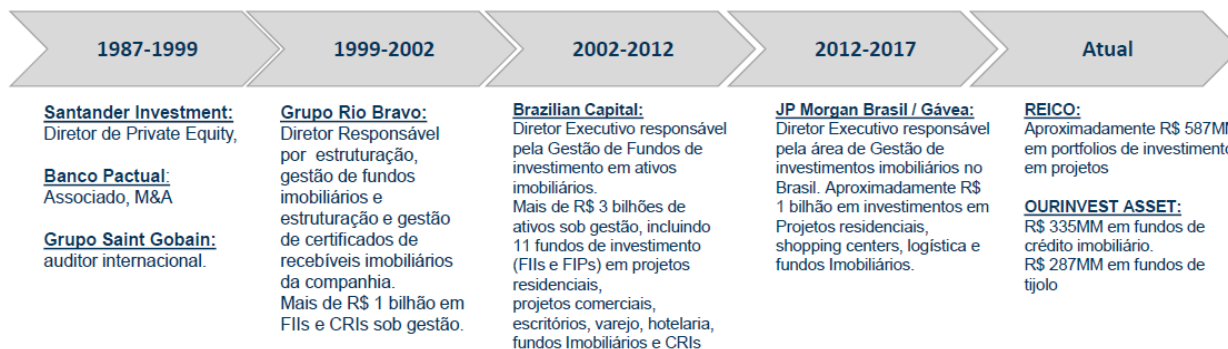 1987-1999
1999-2002
2002-2012
2012-2017
Atual
Santander Investment:
Diretor de Private Equity,
Banco Pactual:
Associado, M&A
Grupo Saint Gobain:
auditor internacional.
Grupo Rio Bravo:
Diretor Responsável
por estruturação,
gestão de fundos
imobiliários e
estruturação e gestão
de certificados de
recebíveis imobiliários
da companhia.
Mais de R$ 1 bilhão em
FIIs e CRIs sob gestão.
Brazilian Capital:
Diretor Executivo responsável
pela Gestão de Fundos de
investimento em ativos
imobiliários.
Mais de R$ 3 bilhões de
ativos sob gestão, incluindo
11 fundos de investimento
(FIIs e FIPs) em projetos
residenciais,
projetos comerciais,
escritórios, varejo, hotelaria,
fundos Imobiliários e CRIs
JP Morgan Brasil / Gávea:
Diretor Executivo responsável
pela área de Gestão de
investimentos imobiliários no
Brasil. Aproximadamente R$
1 bilhão em investimentos em
Projetos residenciais,
shopping centers, logística e
fundos Imobiliários.
REICO:
Aproximadamente R$ 587M
em portfolios de investimento
em projetos
OURINVEST ASSET:
R$ 335MM em fundos de
crédito imobiliário.
R$ 287MM em fundos de
tijolo